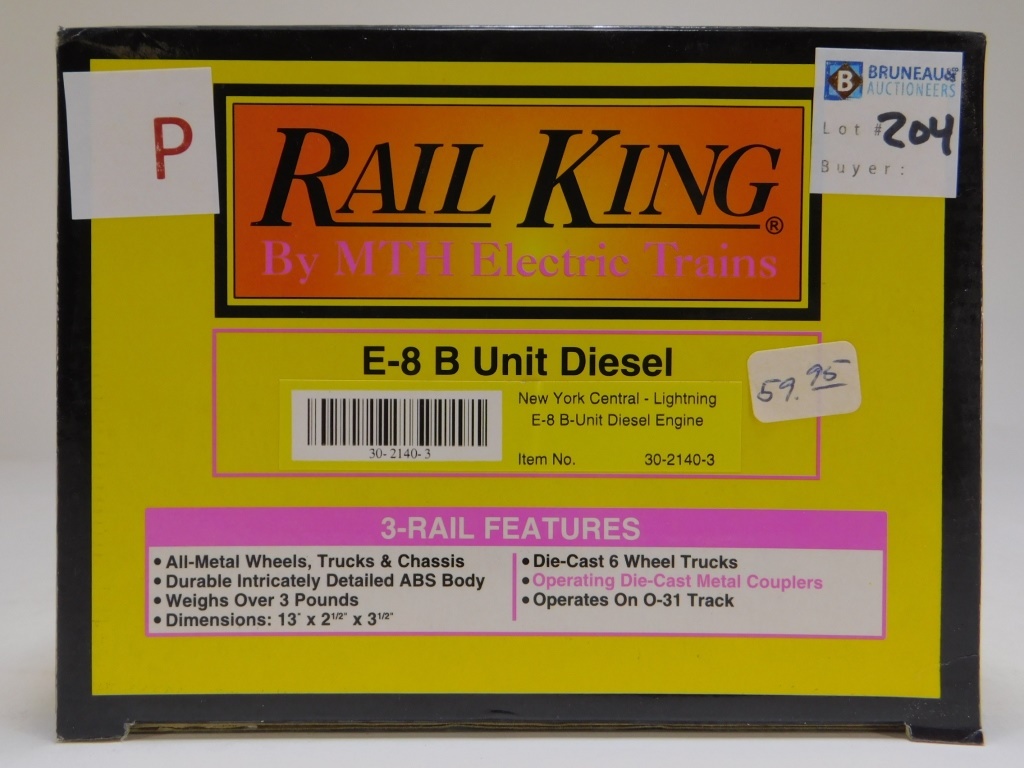 P
B BRUNEAU & CO
AUCTIONEERS
Lot # 204
Buyer:
RAIL KING®
By MTH Electric Trains
E-8 B Unit Diesel
59.95
New York Central - Lightning
E-8 B-Unit Diesel Engine
30-2140-3
Item No. 30-2140-3
3-RAIL FEATURES
• All-Metal Wheels, Trucks & Chassis
• Durable Intricately Detailed ABS Body
• Weighs Over 3 Pounds
• Dimensions: 13" x 2 1/2" x 3 1/2"
• Die-Cast 6 Wheel Trucks
• Operating Die-Cast Metal Couplers
• Operates On O-31 Track